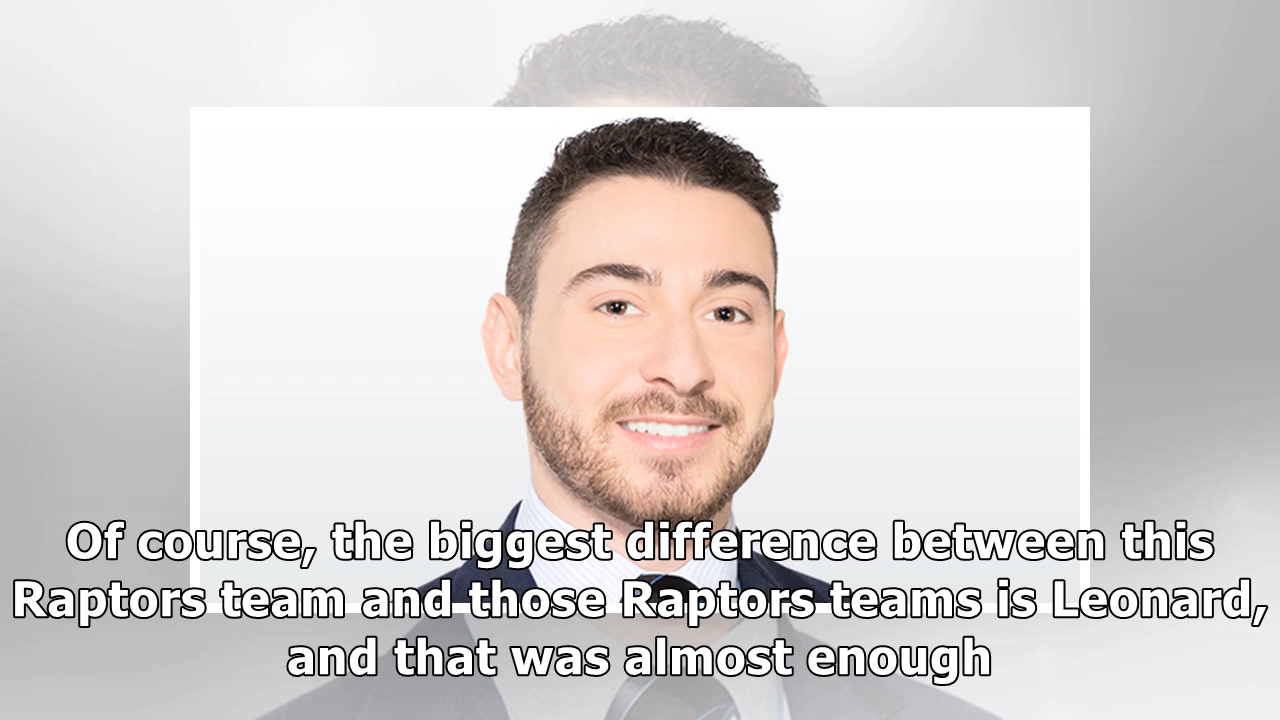 Of course, the biggest difference between this
Raptors team and those Raptors teams is Leonard,
and that was almost enough